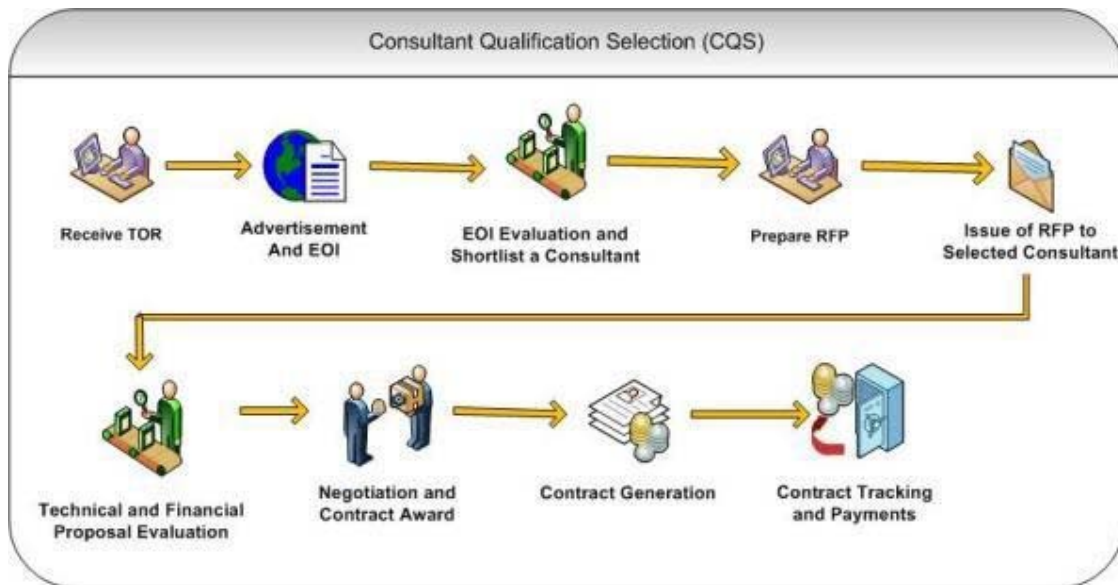 Consultant Qualification Selection (CQS)
Receive TOR
Advertisement
And EOI
EOI Evaluation and
Shortlist a Consultant
Prepare RFP
Issue of RFP to
Selected Consultant
Technical and Financial
Proposal Evaluation
Negotiation and
Contract Award
Contract Generation
Contract Tracking
and Payments